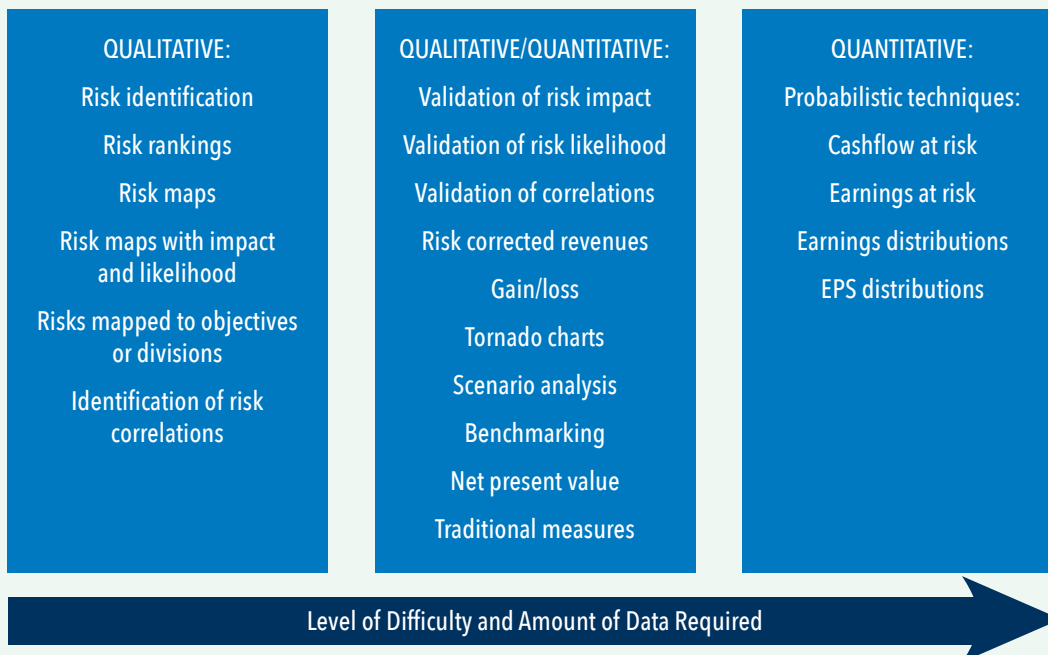 QUALITATIVE:
Risk identification
Risk rankings
Risk maps
Risk maps with impact
and likelihood
Risks mapped to objectives
or divisions
Identification of risk
correlations
QUALITATIVE/QUANTITATIVE:
Validation of risk impact
Validation of risk likelihood
Validation of correlations
Risk corrected revenues
Gain/loss
Tornado charts
Scenario analysis
Benchmarking
Net present value
Traditional measures
QUANTITATIVE:
Probabilistic techniques:
Cashflow at risk
Earnings at risk
Earnings distributions
EPS distributions
Level of Difficulty and Amount of Data Required